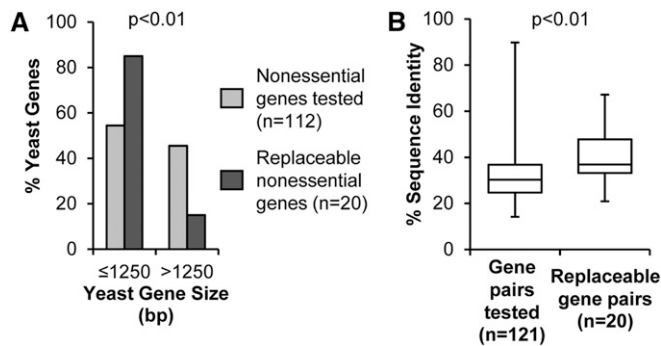 A
p<0.01
100
80
60
40
20
0
% Yeast Genes
≤1250 >1250
Yeast Gene Size
(bp)
Nonessential
genes tested
(n=112)
Replaceable
nonessential
genes (n=20)
B
p<0.01
100
80
60
40
20
0
% Sequence Identity
Gene
pairs
tested
(n=121)
Replaceable
gene pairs
(n=20)